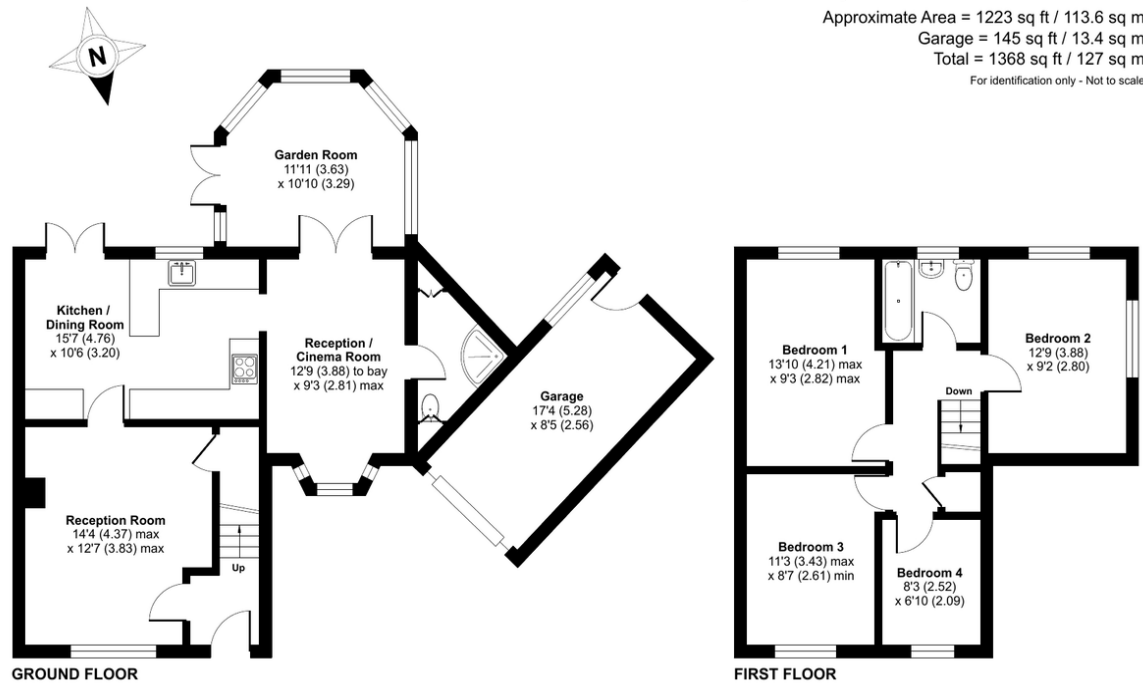 Approximate Area = 1223 sq ft / 113.6 sq m
Garage = 145 sq ft / 13.4 sq m
Total = 1368 sq ft / 127 sq m
For identification only - Not to scale
N
Garden Room
11'11 (3.63)
x 10'10 (3.29)
Kitchen /
Dining Room
15'7 (4.76)
x 10'6 (3.20)
Reception /
Cinema Room
12'9 (3.88) to bay
x 9'3 (2.81) max
Garage
17'4 (5.28)
x 8'5 (2.56)
Reception Room
14'4 (4.37) max
x 12'7 (3.83) max
Up
GROUND FLOOR
Bedroom 1
13'10 (4.21) max
x 9'3 (2.82) max
Bedroom 2
12'9 (3.88)
x 9'2 (2.80)
Down
Bedroom 3
11'3 (3.43) max
x 8'7 (2.61) min
Bedroom 4
8'3 (2.52)
x 6'10 (2.09)
FIRST FLOOR